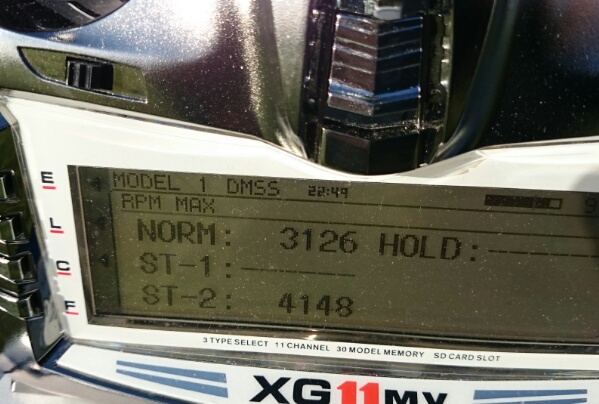 MODEL 1 DMSS 22:49
RPM MAX
NORM: 3126 HOLD:-----
ST-1:--------
ST-2: 4148
E
L
C
F
3 TYPE SELECT 11 CHANNEL 30 MODEL MEMORY SD CARD SLOT
XG11MV